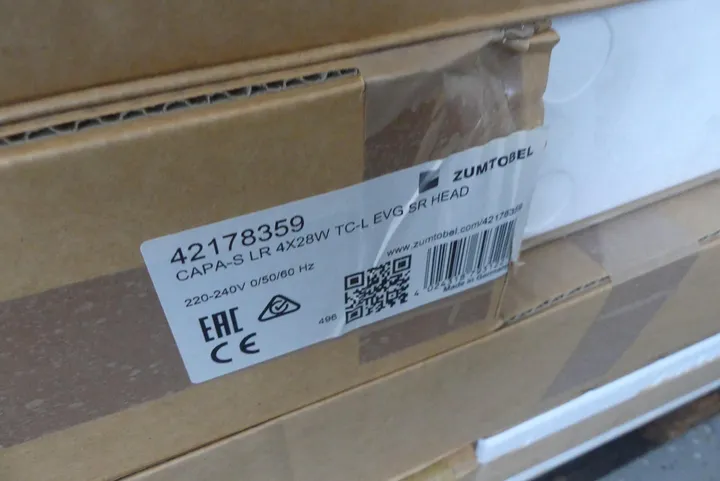 ZUMTOBEL
42178359
CAPA-S LR 4X28W TC-L EVG SR HEAD
www.zumtobel.com/42178359
220-240V 0/50/60 Hz
EAC
CE
496
Made in Germany